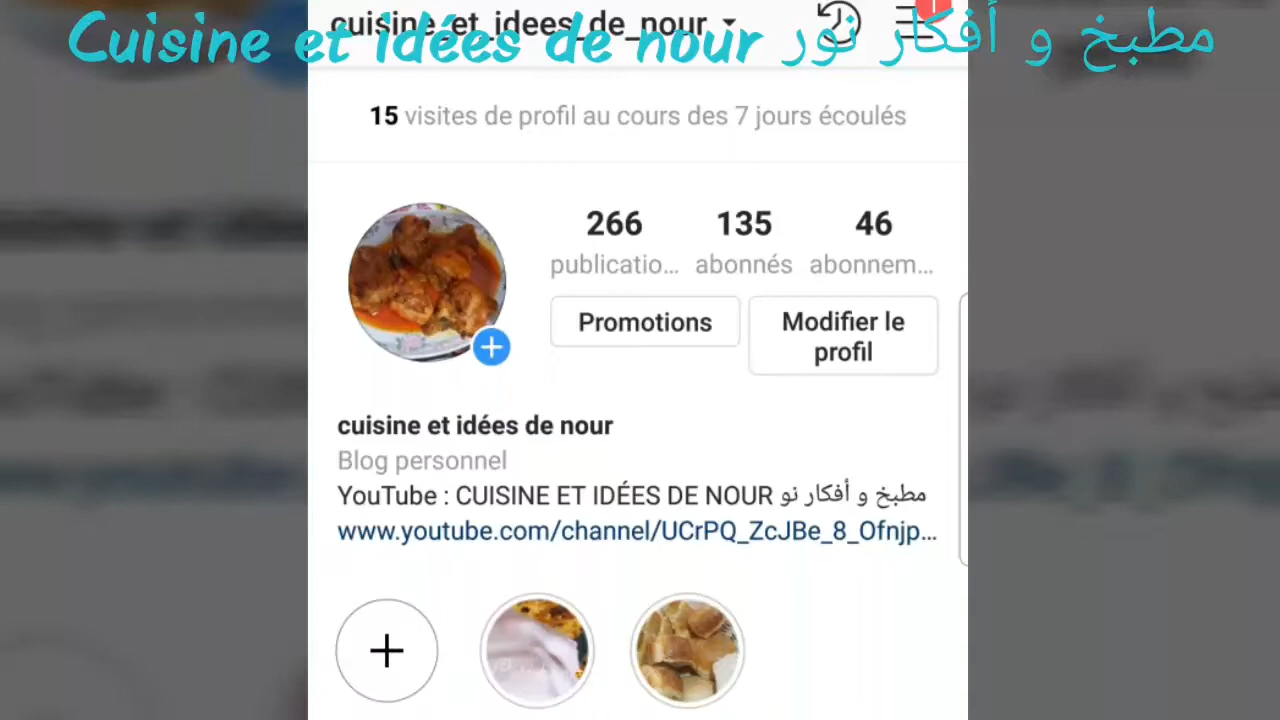 Cuisine et idées de nour مطبخ و أفكار نور
cuisine_et_idees_de_nour
1
15 visites de profil au cours des 7 jours écoulés
266 135 46
publicatio... abonnés abonnem...
Promotions Modifier le profil
cuisine et idées de nour
Blog personnel
YouTube : CUISINE ET IDÉES DE NOUR مطبخ و أفكار نو
www.youtube.com/channel/UCrPQ_ZcJBe_8_Ofnjp...